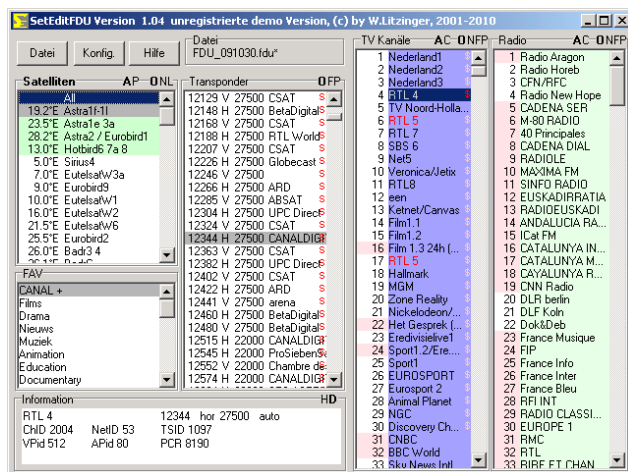 SetEditFDU Version 1.04 unregistrierte demo Version, (c) by W.Litzinger, 2001-2010
Datei
Konfig.
Hilfe
Datei
FDU_091030.fdu*
Satelliten A P O N L
All
19.2°E Astra1f-1l
23.5°E Astra1e 3a
28.2°E Astra2 / Eurobird1
13.0°E Hotbird6 7a 8
5.0°E Sirius4
7.0°E EutelsatW3a
9.0°E Eurobird9
10.0°E EutelsatW1
16.0°E EutelsatW2
21.5°E EutelsatW6
25.5°E Eurobird2
26.0°E Badr3 4
FAV
CANAL +
Films
Drama
Nieuws
Muziek
Animation
Education
Documentary
Transponder O F P
12129 V 27500 CSAT S
12148 H 27500 BetaDigitalS
12168 V 27500 CSAT S
12188 H 27500 RTL WorldS
12207 V 27500 CSAT S
12226 H 27500 Globecast S
12246 V 27500 S
12266 H 27500 ARD S
12285 V 27500 ABSAT S
12304 H 27500 UPC DirectS
12324 V 27500 CSAT S
12344 H 27500 CANALDIGI
12363 V 27500 CSAT S
12382 H 27500 UPC DirectS
12402 V 27500 CSAT S
12422 H 27500 ARD S
12441 V 27500 arena S
12460 H 27500 BetaDigitalS
12480 V 27500 BetaDigitalS
12515 H 22000 CANALDIGI
12545 H 22000 ProSiebenS
12552 V 22000 Chambre de
12574 H 22000 CANALDIGI
Information HD
RTL 4 12344 hor 27500 auto
ChID 2004 NetID 53 TSID 1097
VPid 512 APid 80 PCR 8190
TV Kanäle A C O N F P
1 Nederland1 $
2 Nederland2 $
3 Nederland3 $
4 RTL 4 $
5 TV Noord-Holla... $
6 RTL 5 $
7 RTL 7 $
8 SBS 6 $
9 Net5 $
10 Veronica/Jetix $
11 RTL8 $
12 een $
13 Ketnet/Canvas $
14 Film1.1 $
15 Film1.2 $
16 Film 1.3 24h (... $
17 RTL 5 $
18 Hallmark $
19 MGM $
20 Zone Reality $
21 Nickelodeon/... $
22 Het Gesprek (... $
23 Eredivisielive1 $
24 Sport1.2/Ere.... $
25 Sport1 $
26 EUROSPORT $
27 Eurosport 2 $
28 Animal Planet $
29 NGC $
30 Discovery Ch... $
31 CNBC $
32 BBC World $
33 Sky News Intl $
Radio A C O N F P
1 Radio Aragon
2 Radio Horeb
3 CFN/RFC
4 Radio New Hope
5 CADENA SER
6 M-80 RADIO
7 40 Principales
8 CADENA DIAL
9 RADIOLE
10 MAXIMA FM
11 SINFO RADIO
12 EUSKADIRRATIA
13 RADIOEUSKADI
14 ANDALUCIA RA...
15 ICat FM
16 CATALUNYA IN...
17 CATALUNYA M...
18 CAYALUNYA R...
19 CNN Radio
20 DLR berlin
21 DLF Koln
22 Dok&Deb
23 France Musique
24 FIP
25 France Info
26 France Inter
27 France Bleu
28 RFI INT
29 RADIO CLASSI...
30 EUROPE 1
31 RMC
32 RTL
33 RIRE ET CHAN...